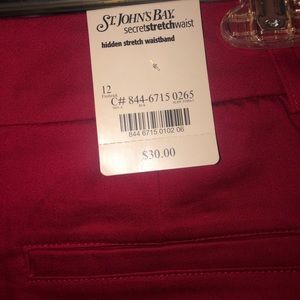 ST. JOHN'S BAY.
secretstretchwaist
hidden stretch waistband
12
C# 844-6715 0265
844 6715 0102 06
$30.00